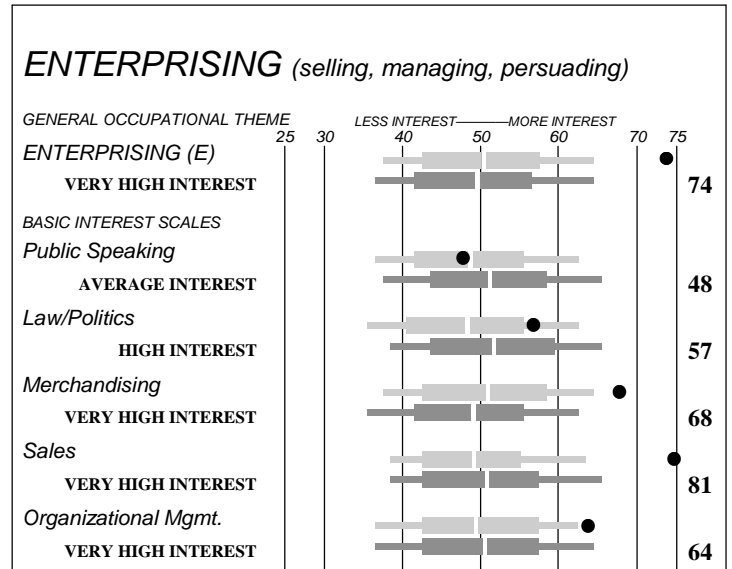 ENTERPRISING (selling, managing, persuading)
GENERAL OCCUPATIONAL THEME
LESS INTEREST MORE INTEREST
25 30 40 50 60 70 75
ENTERPRISING (E)
VERY HIGH INTEREST 74
BASIC INTEREST SCALES
Public Speaking
AVERAGE INTEREST 48
Law/Politics
HIGH INTEREST 57
Merchandising
VERY HIGH INTEREST 68
Sales
VERY HIGH INTEREST 81
Organizational Mgmt.
VERY HIGH INTEREST 64